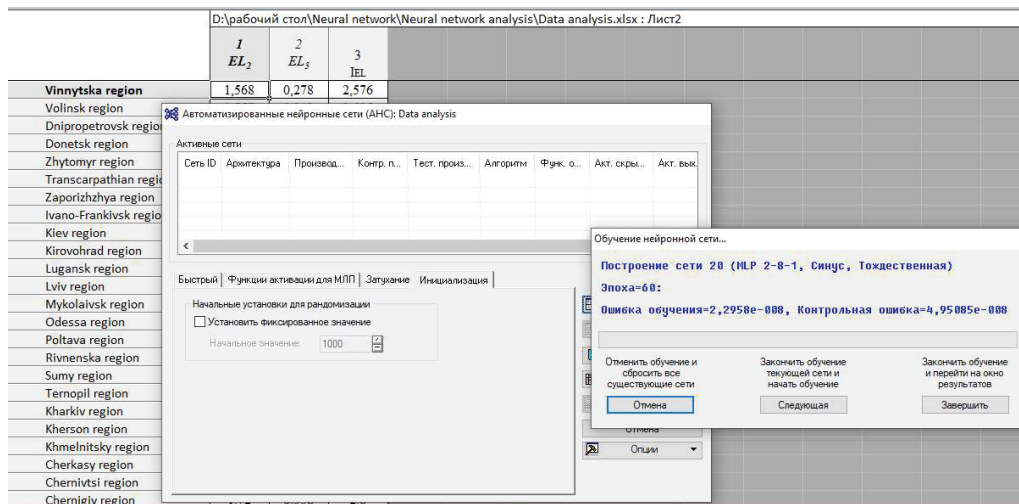 D:\рабочий стол\Neural network\Neural network analysis\Data analysis.xlsx : Лист2
1 2 3
EL2 EL3 IEL
Vinnytska region 1,568 0,278 2,576
Volinsk region
Dnipropetrovsk region
Donetsk region
Zhytomyr region
Transcarpathian regi
Zaporizhzhya region
Ivano-Frankivsk regio
Kiev region
Kirovohrad region
Lugansk region
Lviv region
Mykolaivsk region
Odessa region
Poltava region
Rivnenska region
Sumy region
Ternopil region
Kharkiv region
Kherson region
Khmelnitsky region
Cherkasy region
Chernivtsi region
Chernigiv region
Автоматизированные нейронные сети (АНС): Data analysis
Активные сети
Сеть ID Архитектура Производ... Контр. п... Тест. произ... Алгоритм Функ. о... Акт. скры... Акт. вых.
Быстрый Функции активации для МЛП Затухание Инициализация
Начальные установки для рандомизации
Установить фиксированное значение
Начальное значение: 1000
Отмена
Опции
Обучение нейронной сети...
Построение сети 20 (MLP 2-8-1, Синус, Тождественная)
Эпоха=60:
Ошибка обучения=2,2958e-008, Контрольная ошибка=4,95085e-008
Отменить обучение и сбросить все существующие сети
Закончить обучение текущей сети и начать обучение
Закончить обучение и перейти на окно результатов
Отмена Следующая Завершить